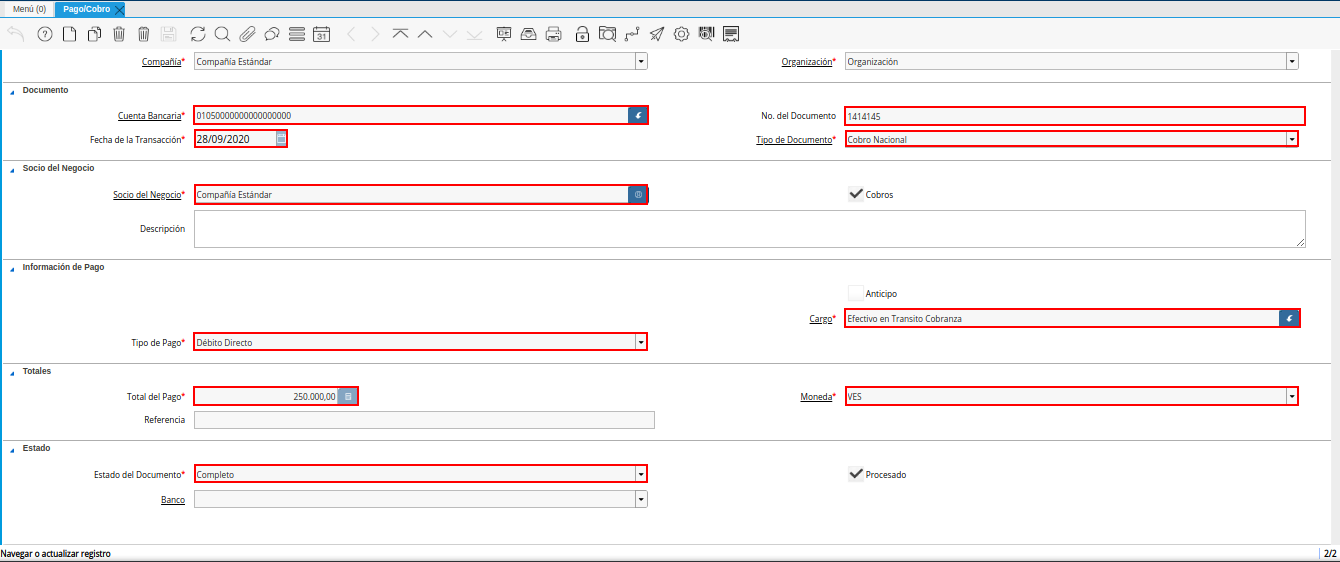 Menú (0) Pago/Cobro
31
Compañía* Compañía Estándar Organización* Organización
Documento
Cuenta Bancaria* 01050000000000000000 No. del Documento 1414145
Fecha de la Transacción* 28/09/2020 Tipo de Documento* Cobro Nacional
Socio del Negocio
Socio del Negocio* Compañía Estándar Cobros
Descripción
Información de Pago
Anticipo
Cargo* Efectivo en Transito Cobranza
Tipo de Pago* Débito Directo
Totales
Total del Pago* 250.000,00 Moneda* VES
Referencia
Estado
Estado del Documento* Completo Procesado
Banco
Navegar o actualizar registro 2/2